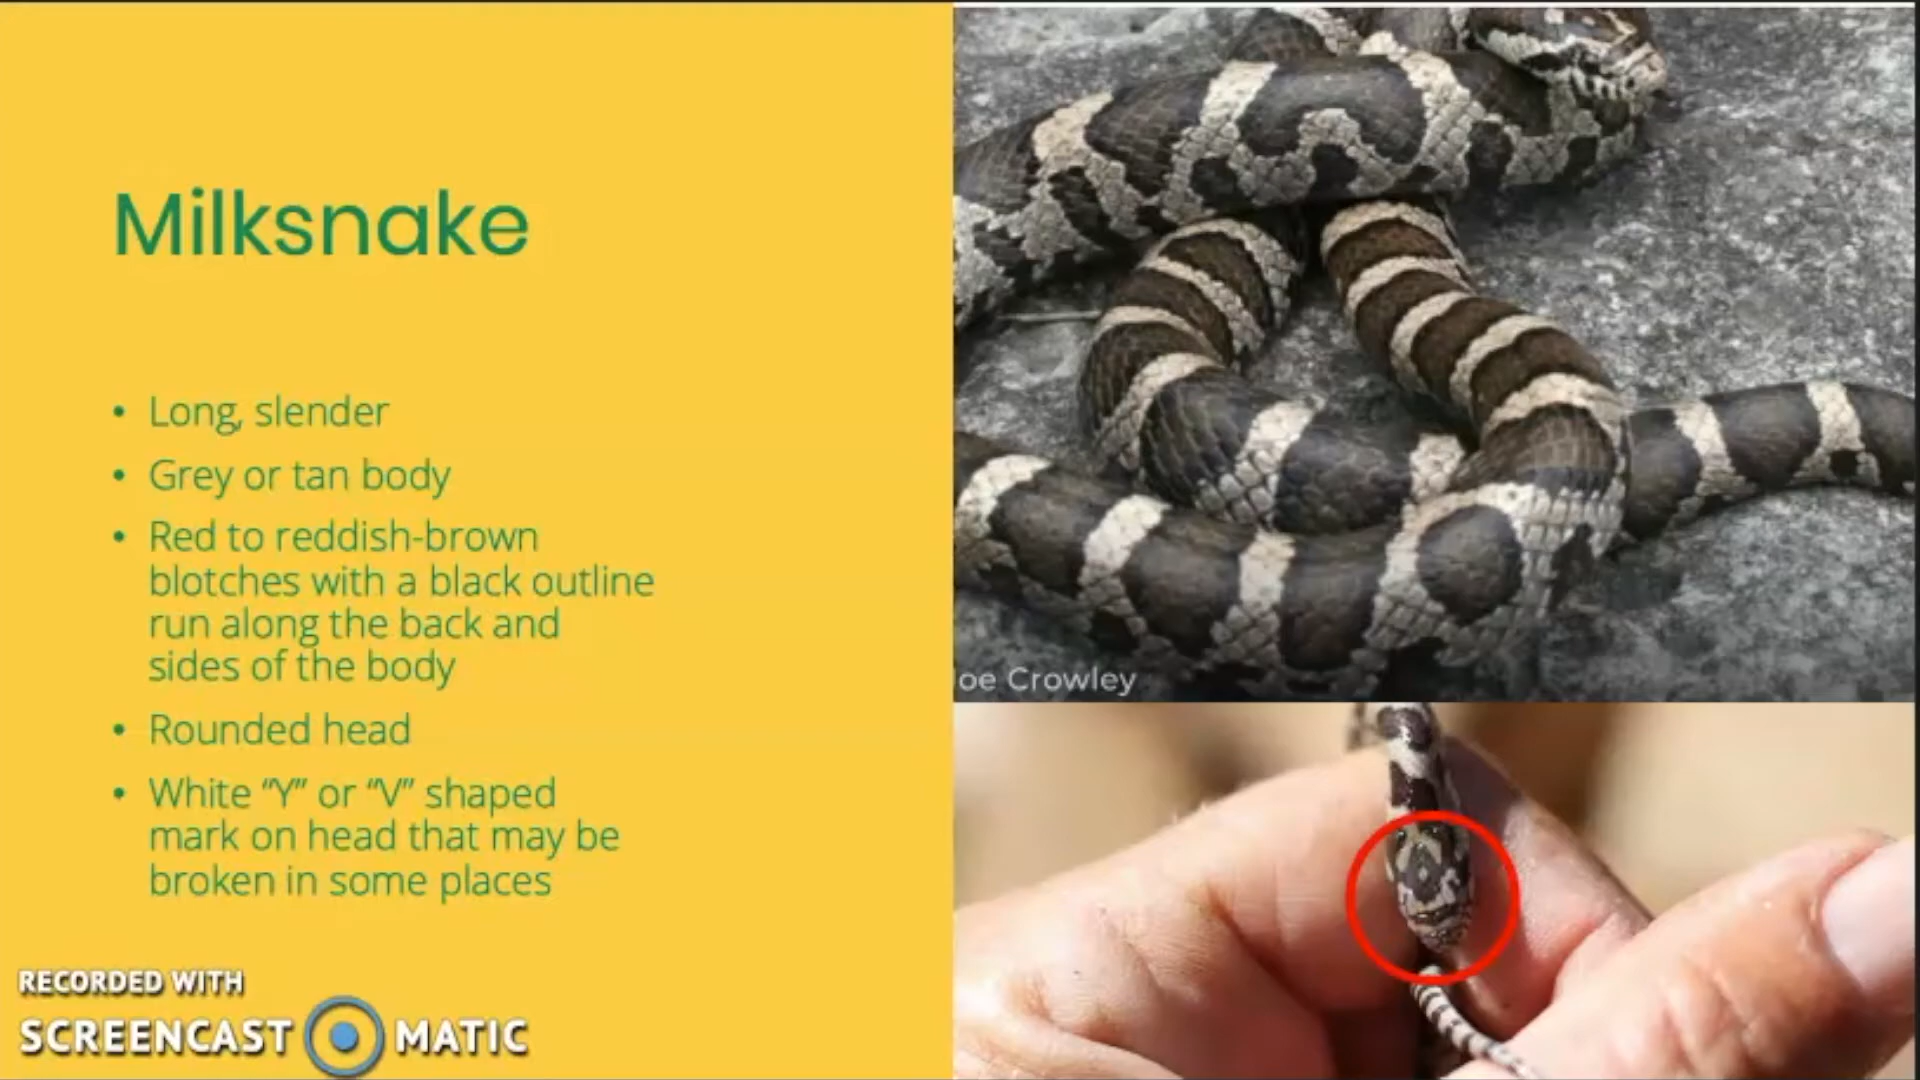 Milksnake
• Long, slender
• Grey or tan body
• Red to reddish-brown
blotches with a black outline
run along the back and
sides of the body
• Rounded head
• White “Y” or “V” shaped
mark on head that may be
broken in some places
Joe Crowley
RECORDED WITH
SCREENCAST MATIC